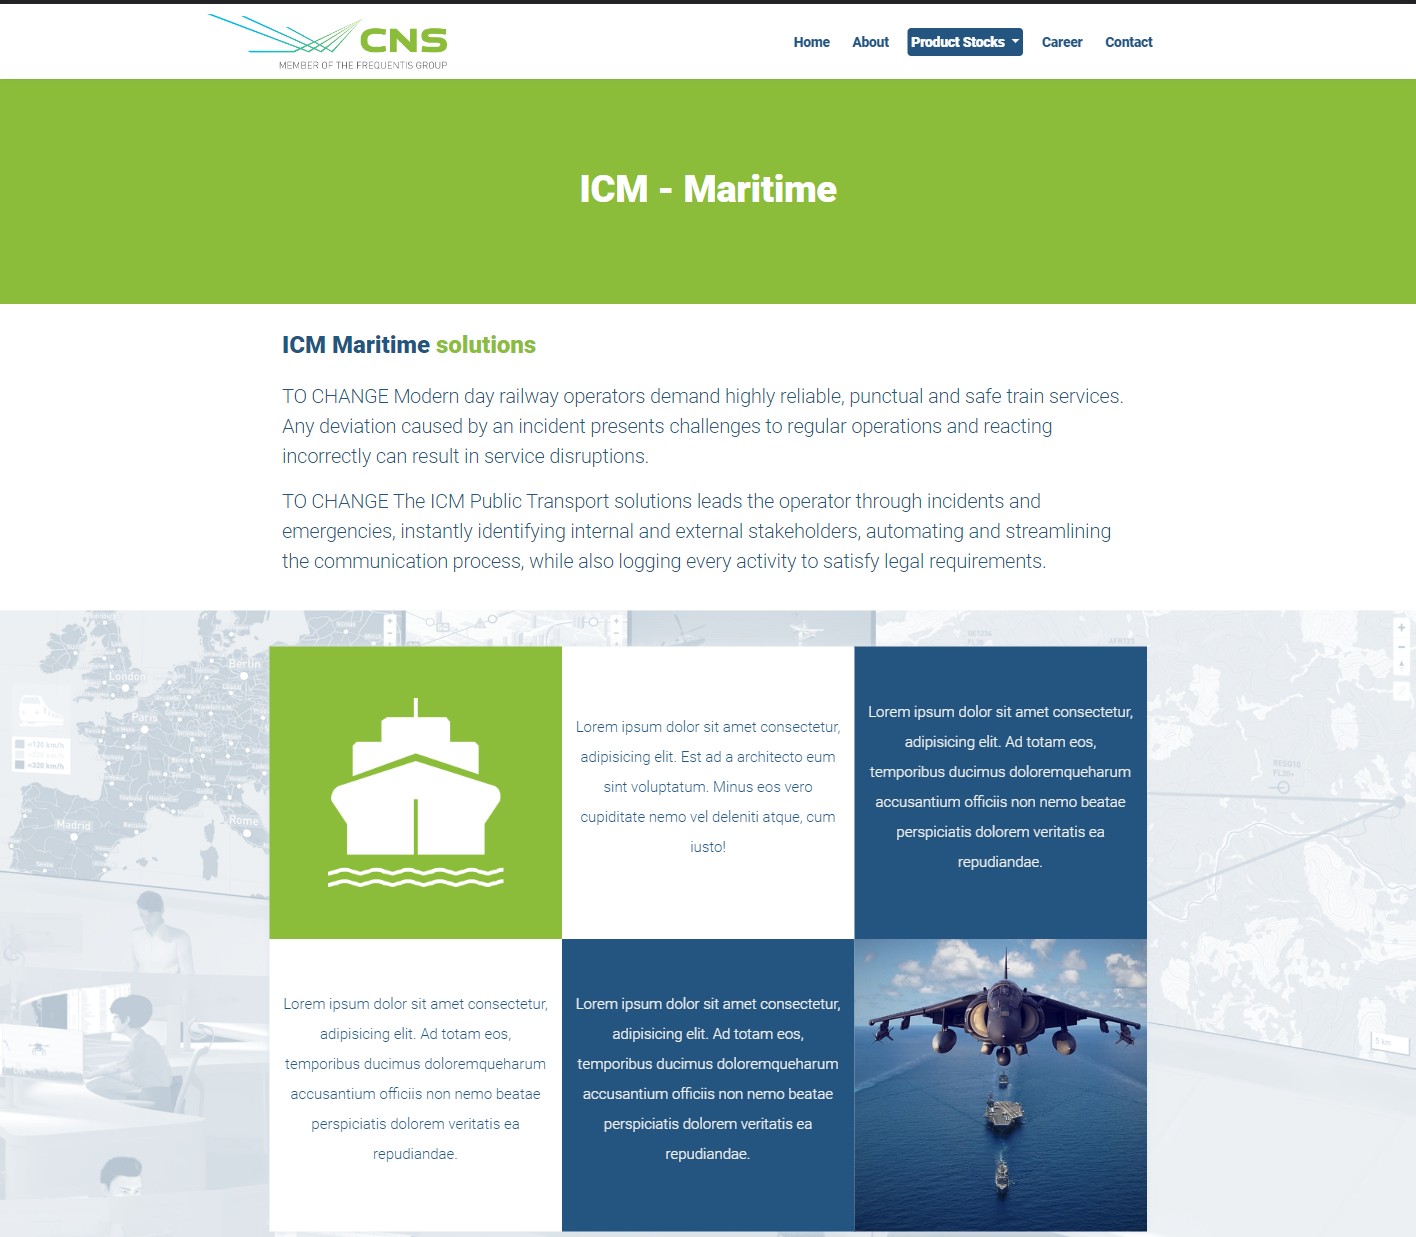 CNS
MEMBER OF THE FREQUENTIS GROUP
Home About Product Stocks Career Contact
ICM - Maritime
ICM Maritime solutions
TO CHANGE Modern day railway operators demand highly reliable, punctual and safe train services.
Any deviation caused by an incident presents challenges to regular operations and reacting
incorrectly can result in service disruptions.
TO CHANGE The ICM Public Transport solutions leads the operator through incidents and
emergencies, instantly identifying internal and external stakeholders, automating and streamlining
the communication process, while also logging every activity to satisfy legal requirements.
Berlin
London
Paris
<120 km/h
<320 km/h
Madrid
Rome
Lorem ipsum dolor sit amet consectetur,
adipisicing elit. Est ad a architecto eum
sint voluptatum. Minus eos vero
cupiditate nemo vel deleniti atque, cum
iusto!
Lorem ipsum dolor sit amet consectetur,
adipisicing elit. Ad totam eos,
temporibus ducimus doloremqueharum
accusantium officiis non nemo beatae
perspiciatis dolorem veritatis ea
repudiandae.
RESQ10
Lorem ipsum dolor sit amet consectetur,
adipisicing elit. Ad totam eos,
temporibus ducimus doloremqueharum
accusantium officiis non nemo beatae
perspiciatis dolorem veritatis ea
repudiandae.
Lorem ipsum dolor sit amet consectetur,
adipisicing elit. Ad totam eos,
temporibus ducimus doloremqueharum
accusantium officiis non nemo beatae
perspiciatis dolorem veritatis ea
repudiandae.
5 km